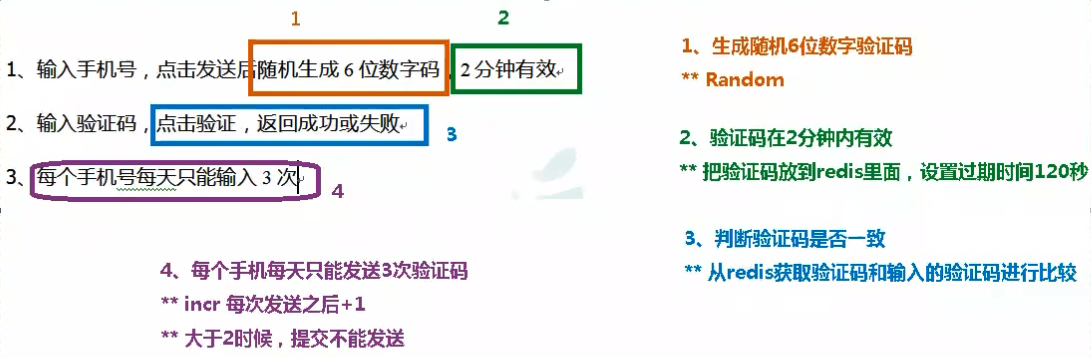 1
2
1、输入手机号，点击发送后随机生成 6 位数字码，2 分钟有效
2、输入验证码，点击验证，返回成功或失败
3
3、每个手机号每天只能输入 3 次
4
1、生成随机6位数字验证码
** Random
2、验证码在2分钟内有效
** 把验证码放到redis里面，设置过期时间120秒
3、判断验证码是否一致
** 从redis获取验证码和输入的验证码进行比较
4、每个手机每天只能发送3次验证码
** incr 每次发送之后+1
** 大于2时候，提交不能发送